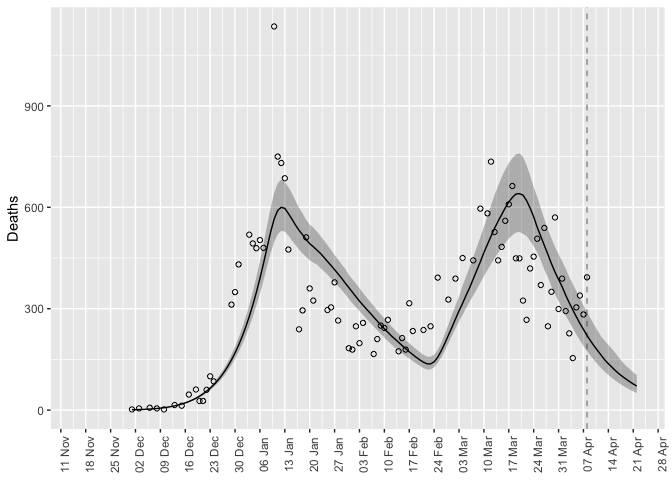 Deaths
900
600
300
0
11 Nov
18 Nov
25 Nov
02 Dec
09 Dec
16 Dec
23 Dec
30 Dec
06 Jan
13 Jan
20 Jan
27 Jan
03 Feb
10 Feb
17 Feb
24 Feb
03 Mar
10 Mar
17 Mar
24 Mar
31 Mar
07 Apr
14 Apr
21 Apr
28 Apr